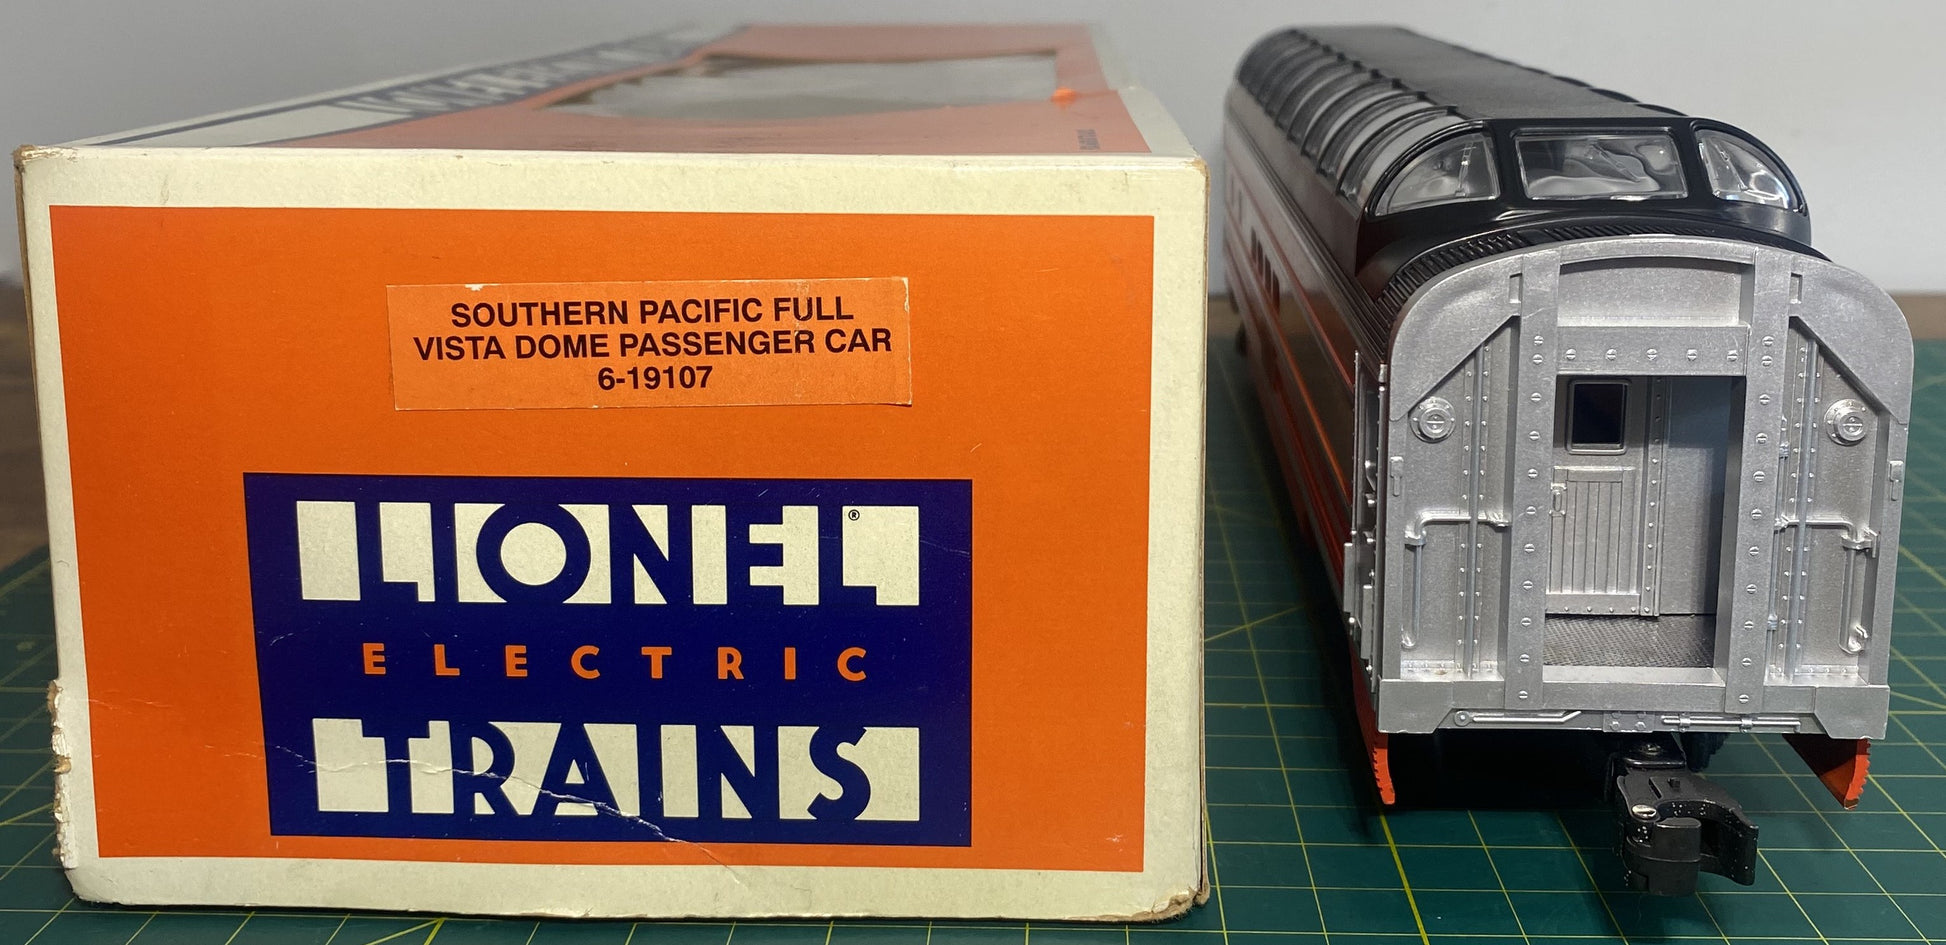 SOUTHERN PACIFIC FULL
VISTA DOME PASSENGER CAR
6-19107
LIONEL®
ELECTRIC
TRAINS